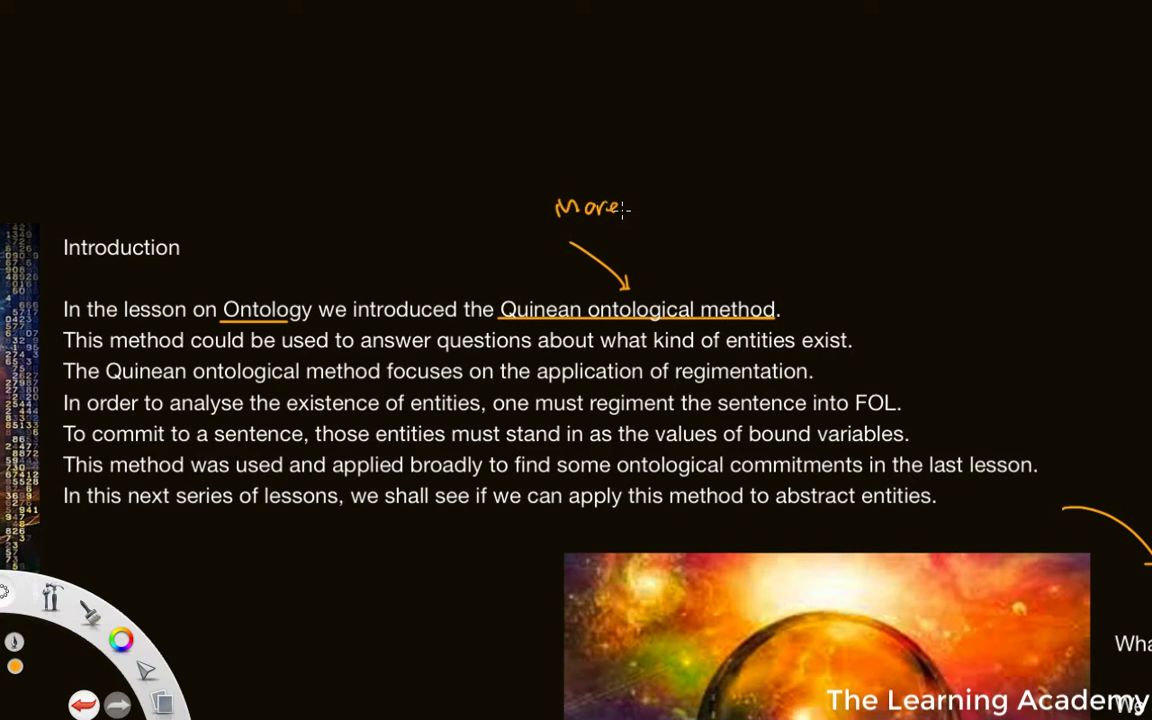 More
Introduction
In the lesson on Ontology we introduced the Quinean ontological method.
This method could be used to answer questions about what kind of entities exist.
The Quinean ontological method focuses on the application of regimentation.
In order to analyse the existence of entities, one must regiment the sentence into FOL.
To commit to a sentence, those entities must stand in as the values of bound variables.
This method was used and applied broadly to find some ontological commitments in the last lesson.
In this next series of lessons, we shall see if we can apply this method to abstract entities.
The Learning Academy